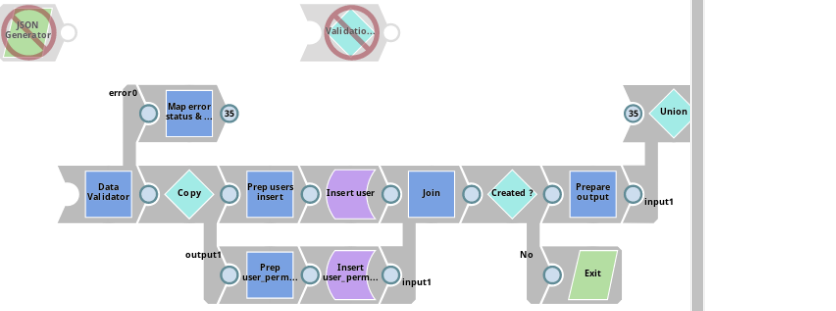 JSON
Generator
Validatio...
error0
Map error
status & ...
35
35
Union
Data
Validator
Copy
Prep users
insert
Insert user
Join
Created ?
Prepare
output
input1
output1
Prep
user_perm...
Insert
user_perm...
input1
No
Exit